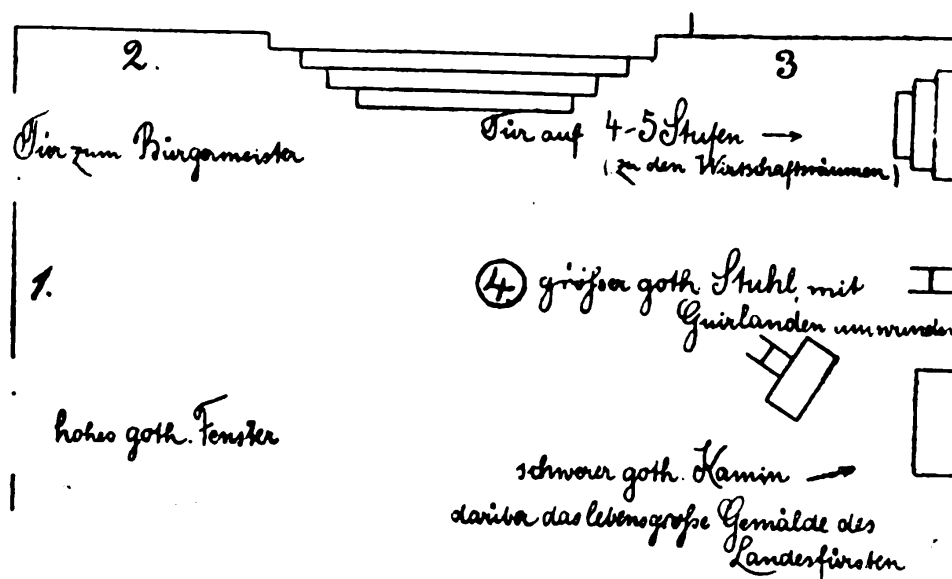 2.
3
Tür auf 4-5 Stufen →
(zu den Wirtschaftsräumen)
Tür zum Bürgermeister
1.
4 größer goth. Stuhl, mit
Guirlanden umwunden
hohes goth. Fenster
schwerer goth. Kamin
darüber das lebensgroße Gemälde des
Landesfürsten